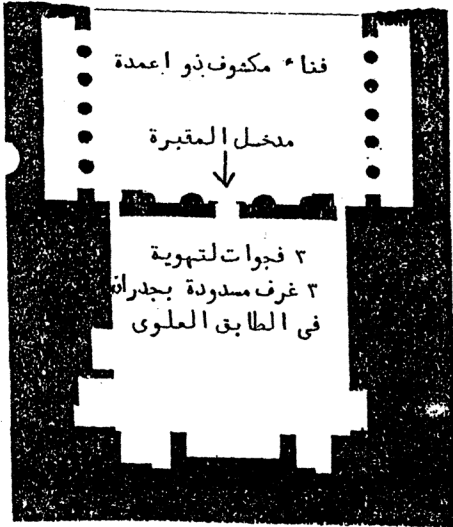 فناء مكشوف ذو اعمدة
مدخل المقبرة
٣ فجوات لتهوية
٣ غرف مسدودة بجدران
فى الطابق العلوى